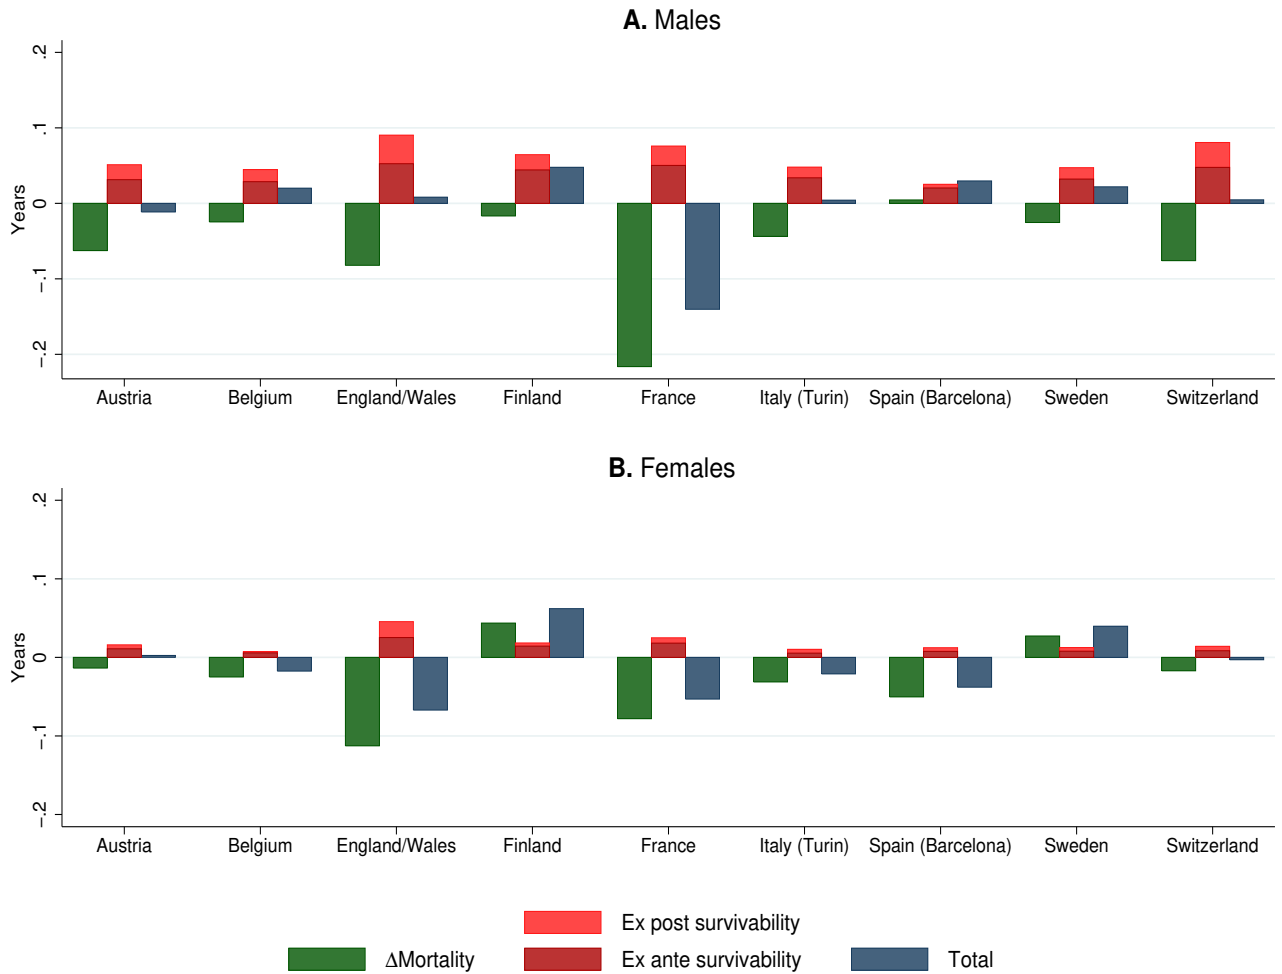 A. Males
.2
.1
0
-.1
-.2
Years
Austria Belgium England/Wales Finland France Italy (Turin) Spain (Barcelona) Sweden Switzerland
B. Females
.2
.1
0
-.1
-.2
Years
Austria Belgium England/Wales Finland France Italy (Turin) Spain (Barcelona) Sweden Switzerland
Ex post survivability
ΔMortality Ex ante survivability Total